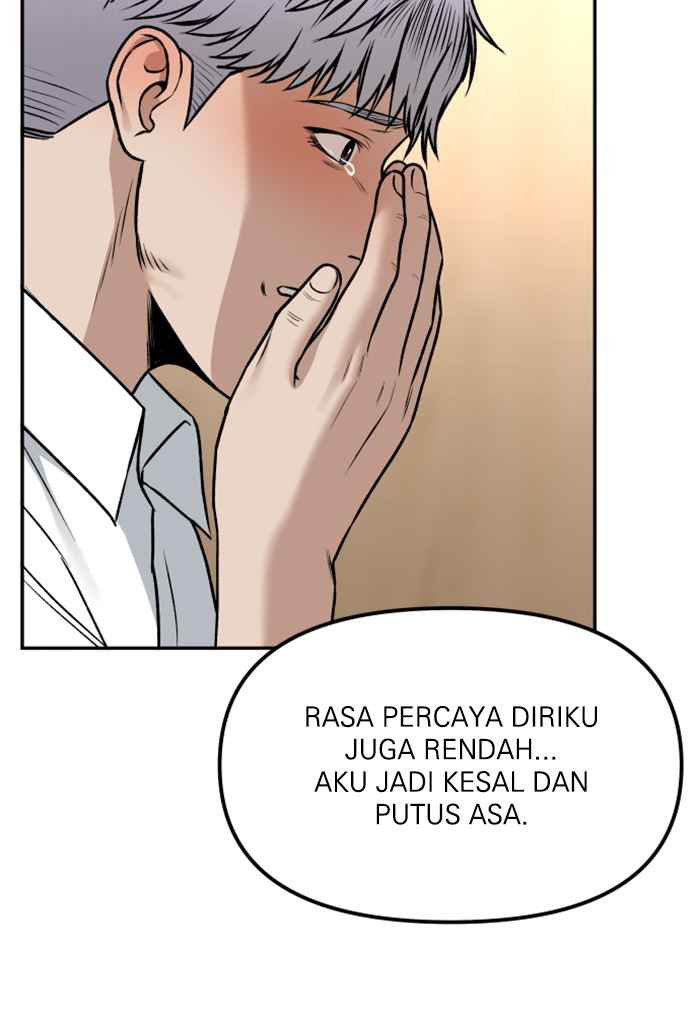 RASA PERCAYA DIRIKU
JUGA RENDAH...
AKU JADI KESAL DAN
PUTUS ASA.